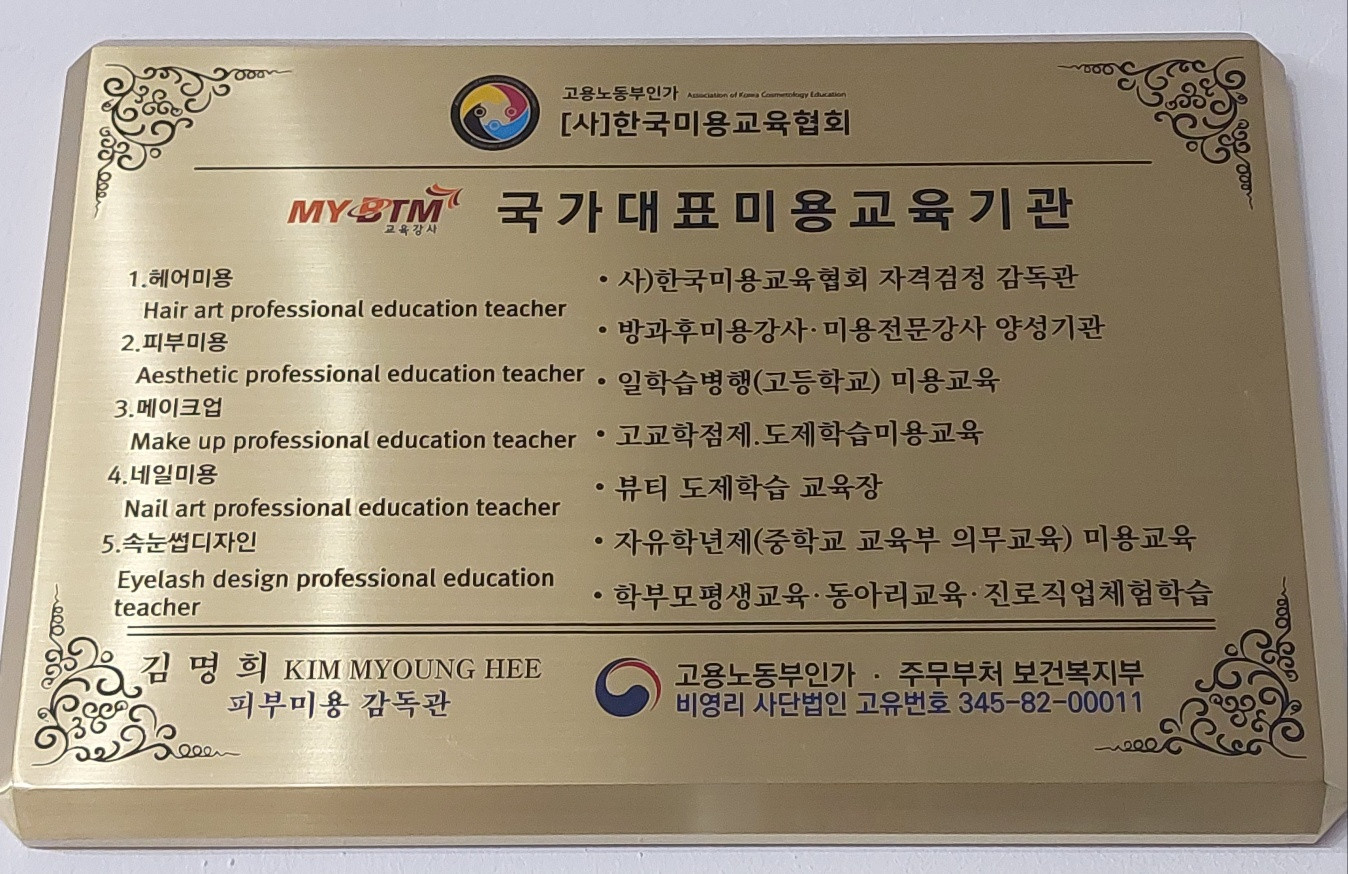 고용노동부인가 Association of Korea Cosmetology Education
[사]한국미용교육협회
MY BTM 국가대표미용교육기관
교육강사
1.헤어미용
Hair art professional education teacher
2.피부미용
Aesthetic professional education teacher
3.메이크업
Make up professional education teacher
4.네일미용
Nail art professional education teacher
5.속눈썹디자인
Eyelash design professional education
teacher
• 사)한국미용교육협회 자격검정 감독관
• 방과후미용강사·미용전문강사 양성기관
• 일학습병행(고등학교) 미용교육
• 고교학점제.도제학습미용교육
• 뷰티 도제학습 교육장
• 자유학년제(중학교 교육부 의무교육) 미용교육
• 학부모평생교육·동아리교육·진로직업체험학습
김 명 희 KIM MYOUNG HEE
피부미용 감독관
고용노동부인가 · 주무부처 보건복지부
비영리 사단법인 고유번호 345-82-00011